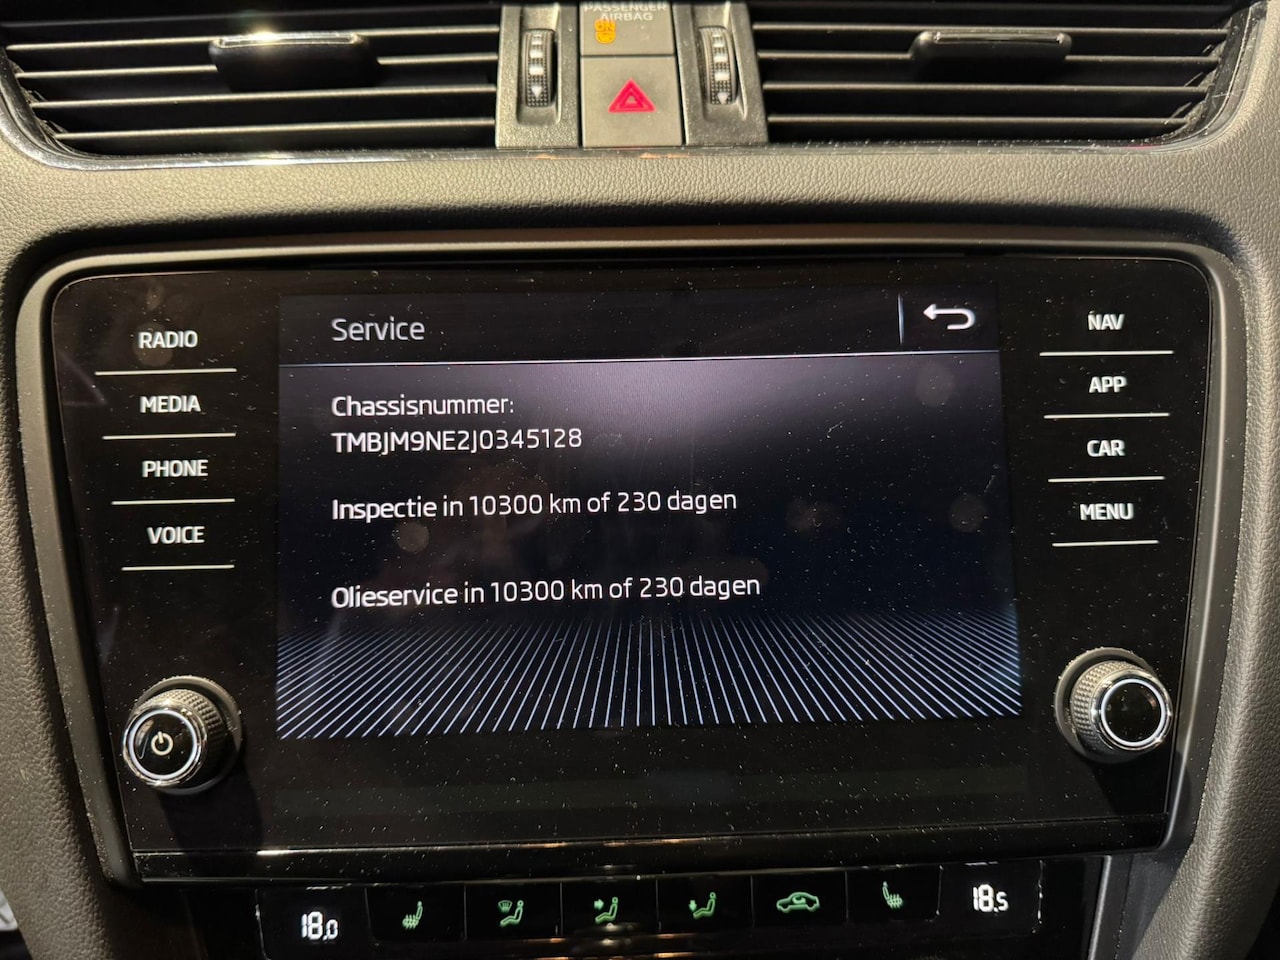 PASSENGER
AIRBAG
ON
RADIO
MEDIA
PHONE
VOICE
Service
Chassisnummer:
TMBJM9NE2J0345128
Inspectie in 10300 km of 230 dagen
Olieservice in 10300 km of 230 dagen
NAV
APP
CAR
MENU
18.0
18.5